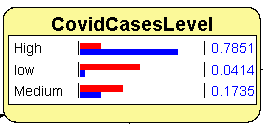 CovidCasesLevel
High 0.7851
low 0.0414
Medium 0.1735